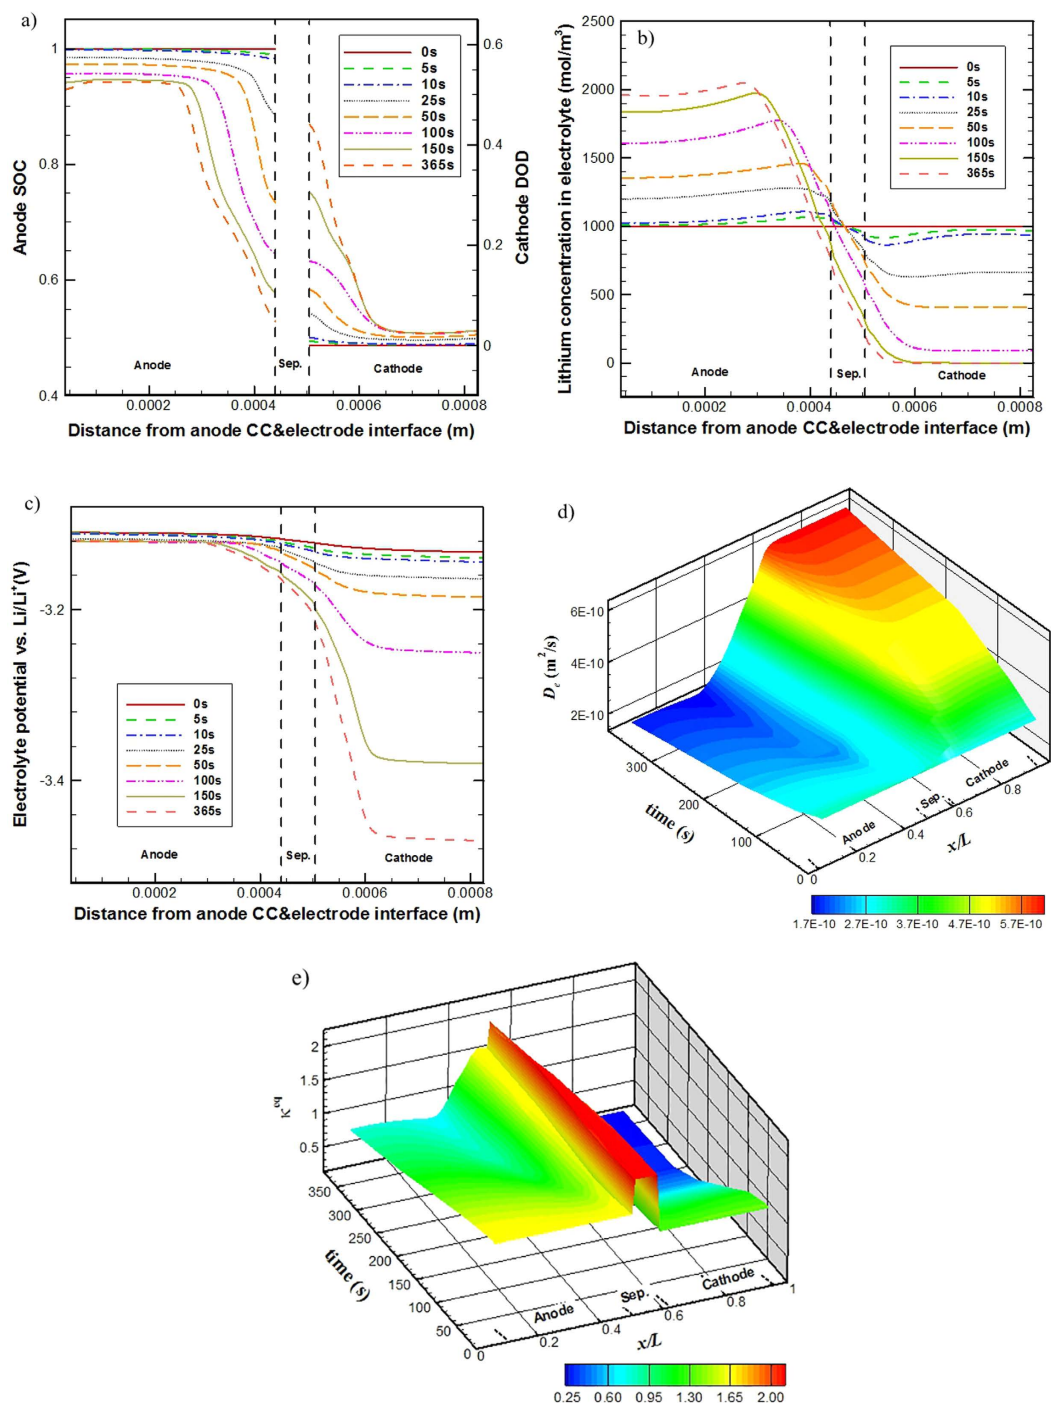 a)
Anode SOC
1
0.8
0.6
0.4
0.0002 0.0004 0.0006 0.0008
Distance from anode CC&electrode interface (m)
Cathode DOD
0.6
0.4
0.2
0
0s
5s
10s
25s
50s
100s
150s
365s
Anode Sep. Cathode
b)
Lithium concentration in electrolyte (mol/m³)
2500
2000
1500
1000
500
0
0.0002 0.0004 0.0006 0.0008
Distance from anode CC&electrode interface (m)
0s
5s
10s
25s
50s
100s
150s
365s
Anode Sep. Cathode
c)
Electrolyte potential vs. Li/Li⁺(V)
-3.2
-3.4
0.0002 0.0004 0.0006 0.0008
Distance from anode CC&electrode interface (m)
0s
5s
10s
25s
50s
100s
150s
365s
Anode Sep. Cathode
d)
Dₑ (m²/s)
6E-10
4E-10
2E-10
300 200 100 0
time (s)
0 0.2 0.4 0.6 0.8
x/L
Anode Sep. Cathode
1.7E-10 2.7E-10 3.7E-10 4.7E-10 5.7E-10
e)
2
1.5
1
0.5
350 300 250 200 150 100 50 0
time (s)
0 0.2 0.4 0.6 0.8 1
x/L
Anode Sep. Cathode
0.25 0.60 0.95 1.30 1.65 2.00